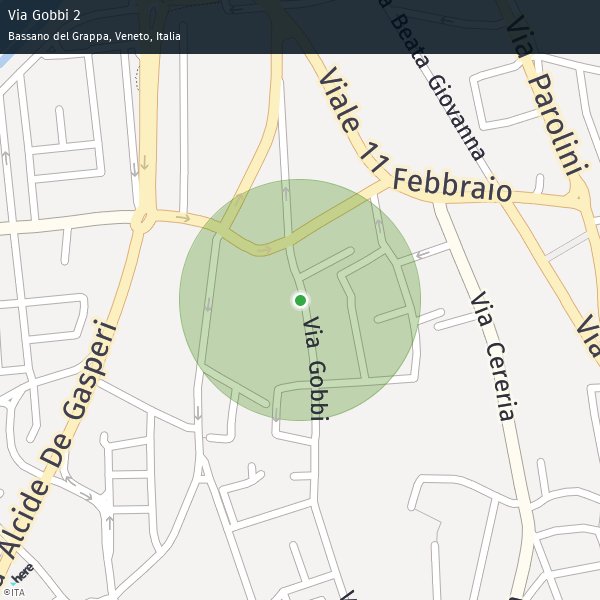 Via Gobbi 2
Bassano del Grappa, Veneto, Italia
Beata Giovanna
Via Parolini
Viale 11 Febbraio
Via Gobbi
Via Cereria
Alcide De Gasperi
Via
here
©ITA